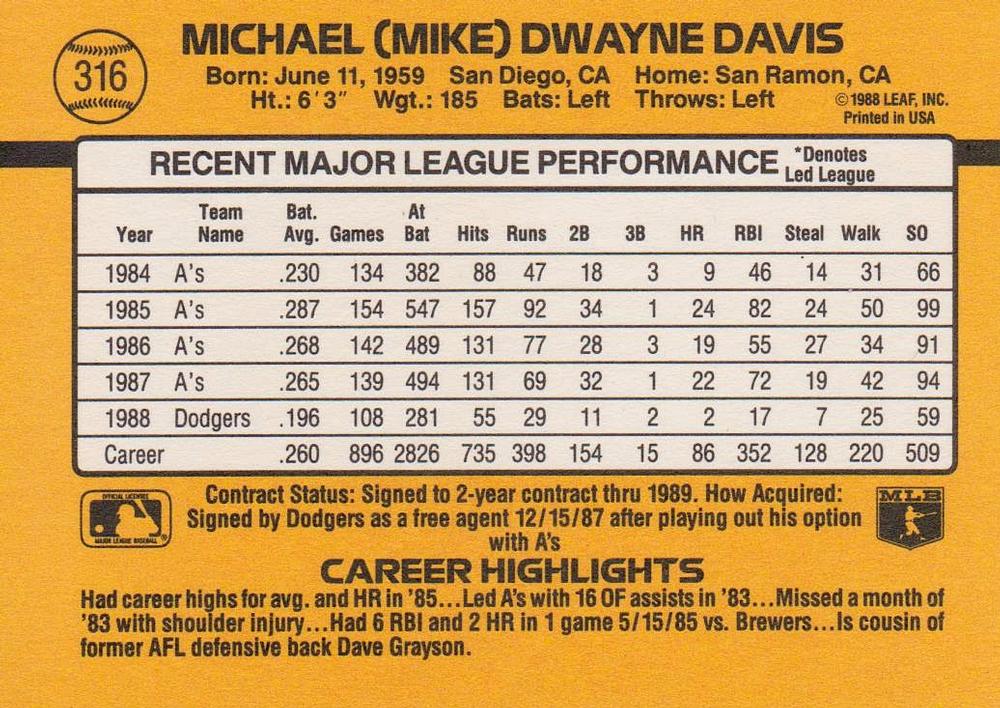 316
MICHAEL (MIKE) DWAYNE DAVIS
Born: June 11, 1959 San Diego, CA Home: San Ramon, CA
Ht.: 6'3" Wgt.: 185 Bats: Left Throws: Left
©1988 LEAF, INC.
Printed in USA
RECENT MAJOR LEAGUE PERFORMANCE *Denotes Led League
Year Team Name Bat. Avg. Games At Bat Hits Runs 2B 3B HR RBI Steal Walk SO
1984 A's .230 134 382 88 47 18 3 9 46 14 31 66
1985 A's .287 154 547 157 92 34 1 24 82 24 50 99
1986 A's .268 142 489 131 77 28 3 19 55 27 34 91
1987 A's .265 139 494 131 69 32 1 22 72 19 42 94
1988 Dodgers .196 108 281 55 29 11 2 2 17 7 25 59
Career .260 896 2826 735 398 154 15 86 352 128 220 509
OFFICIAL LICENSEE
MAJOR LEAGUE BASEBALL
®
Contract Status: Signed to 2-year contract thru 1989. How Acquired:
Signed by Dodgers as a free agent 12/15/87 after playing out his option
with A's
MLB
CAREER HIGHLIGHTS
Had career highs for avg. and HR in '85...Led A's with 16 OF assists in '83...Missed a month of
'83 with shoulder injury...Had 6 RBI and 2 HR in 1 game 5/15/85 vs. Brewers...Is cousin of
former AFL defensive back Dave Grayson.